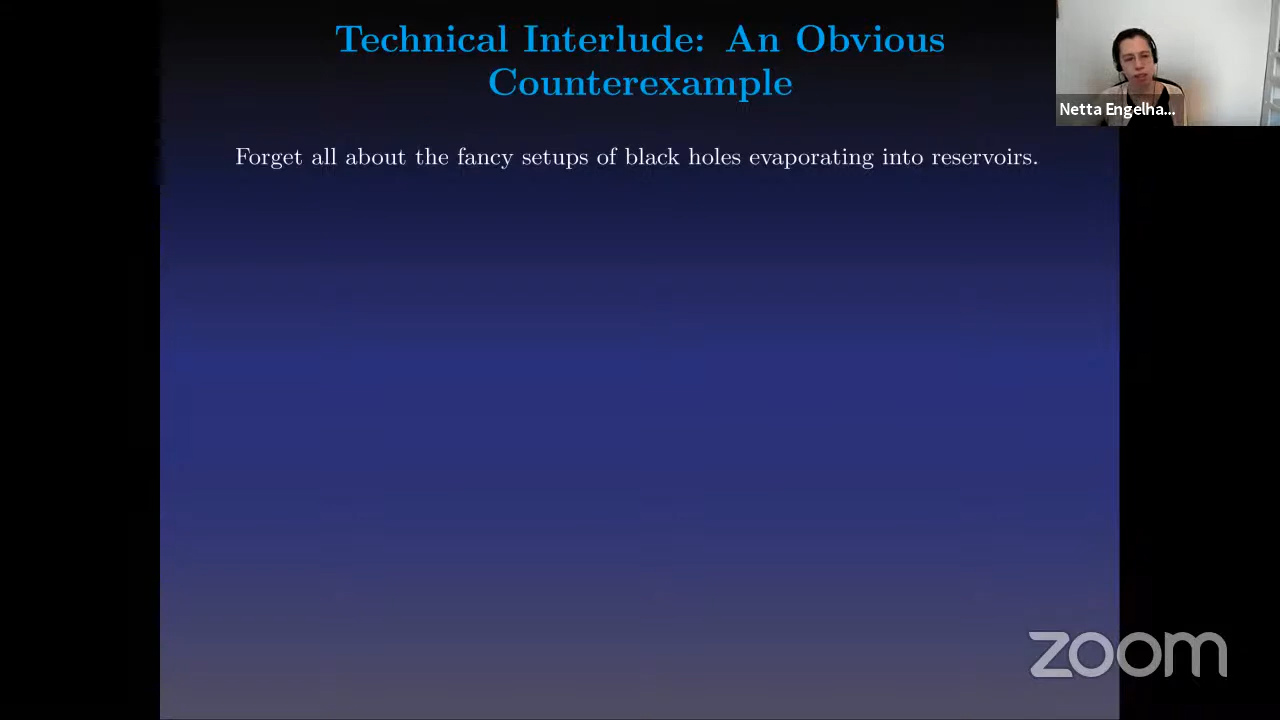 Technical Interlude: An Obvious
Counterexample
Netta Engelha...
Forget all about the fancy setups of black holes evaporating into reservoirs.
zoom